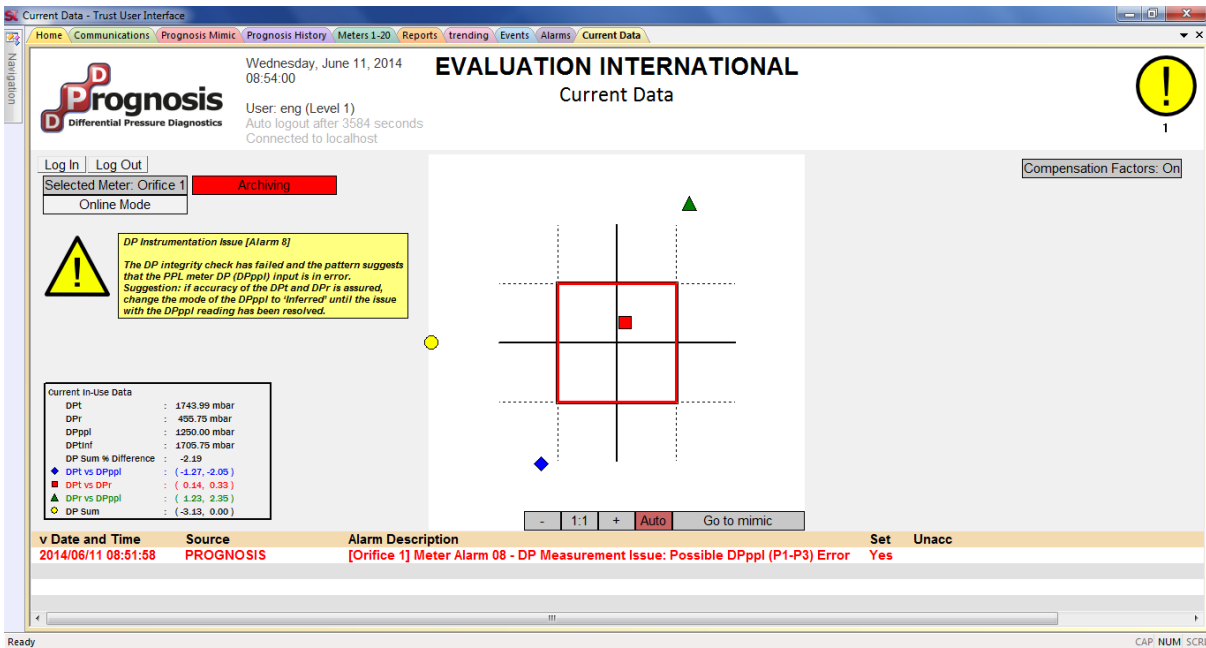 Current Data - Trust User Interface
Home Communications Prognosis Mimic Prognosis History Meters 1-20 Reports trending Events Alarms Current Data
Navigation
DP Prognosis
Differential Pressure Diagnostics
Wednesday, June 11, 2014
08:54:00
User: eng (Level 1)
Auto logout after 3584 seconds
Connected to localhost
EVALUATION INTERNATIONAL
Current Data
1
Log In Log Out
Selected Meter: Orifice 1 Archiving
Online Mode
Compensation Factors: On
DP Instrumentation Issue [Alarm 8]
The DP integrity check has failed and the pattern suggests
that the PPL meter DP (DPppl) input is in error.
Suggestion: if accuracy of the DPt and DPr is assured,
change the mode of the DPppl to 'Inferred' until the issue
with the DPppl reading has been resolved.
Current In-Use Data
DPt : 1743.99 mbar
DPr : 455.75 mbar
DPppl : 1250.00 mbar
DPtinf : 1705.75 mbar
DP Sum % Difference : -2.19
DPt vs DPppl : (-1.27, -2.05 )
DPt vs DPr : ( 0.14, 0.33 )
DPr vs DPppl : ( 1.23, 2.35 )
DP Sum : (-3.13, 0.00 )
- 1:1 + Auto Go to mimic
v Date and Time Source Alarm Description Set Unacc
2014/06/11 08:51:58 PROGNOSIS [Orifice 1] Meter Alarm 08 - DP Measurement Issue: Possible DPppl (P1-P3) Error Yes
Ready CAP NUM SCRL